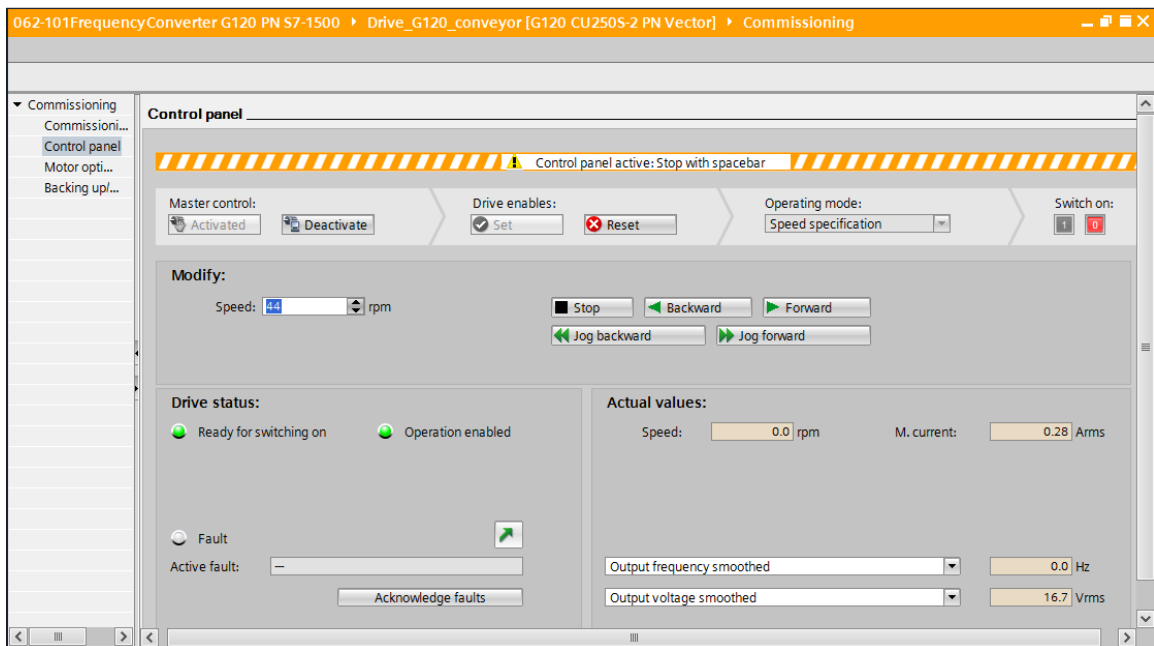 062-101FrequencyConverter G120 PN S7-1500 ▸ Drive_G120_conveyor [G120 CU250S-2 PN Vector] ▸ Commissioning
Commissioning
Commissioni...
Control panel
Motor opti...
Backing up/...
Control panel
Control panel active: Stop with spacebar
Master control: Drive enables: Operating mode: Switch on:
Activated Deactivate Set Reset Speed specification 1 0
Modify:
Speed: 44 rpm Stop Backward Forward
Jog backward Jog forward
Drive status: Actual values:
Ready for switching on Operation enabled Speed: 0.0 rpm M. current: 0.28 Arms
Fault
Active fault: — Output frequency smoothed 0.0 Hz
Acknowledge faults Output voltage smoothed 16.7 Vrms